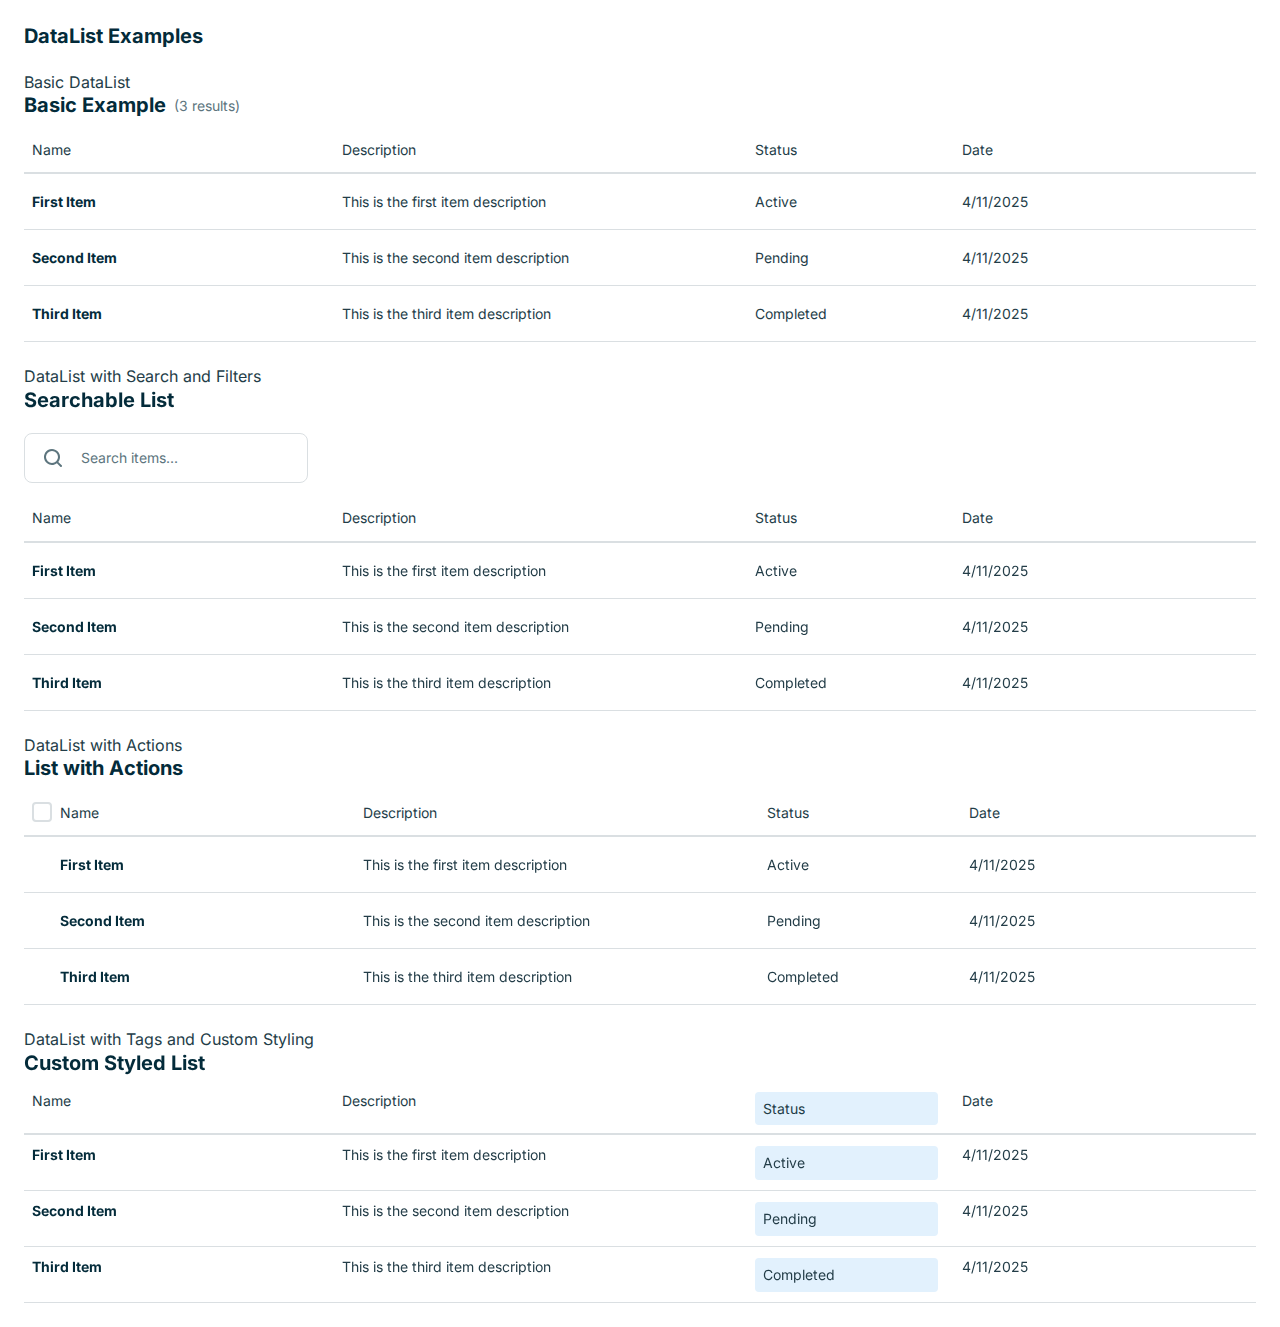 DataList Examples
Basic DataList
Basic Example (3 results)
Name Description Status Date
First Item This is the first item description Active 4/11/2025
Second Item This is the second item description Pending 4/11/2025
Third Item This is the third item description Completed 4/11/2025
DataList with Search and Filters
Searchable List
Search items...
Name Description Status Date
First Item This is the first item description Active 4/11/2025
Second Item This is the second item description Pending 4/11/2025
Third Item This is the third item description Completed 4/11/2025
DataList with Actions
List with Actions
Name Description Status Date
First Item This is the first item description Active 4/11/2025
Second Item This is the second item description Pending 4/11/2025
Third Item This is the third item description Completed 4/11/2025
DataList with Tags and Custom Styling
Custom Styled List
Name Description Status Date
First Item This is the first item description Active 4/11/2025
Second Item This is the second item description Pending 4/11/2025
Third Item This is the third item description Completed 4/11/2025